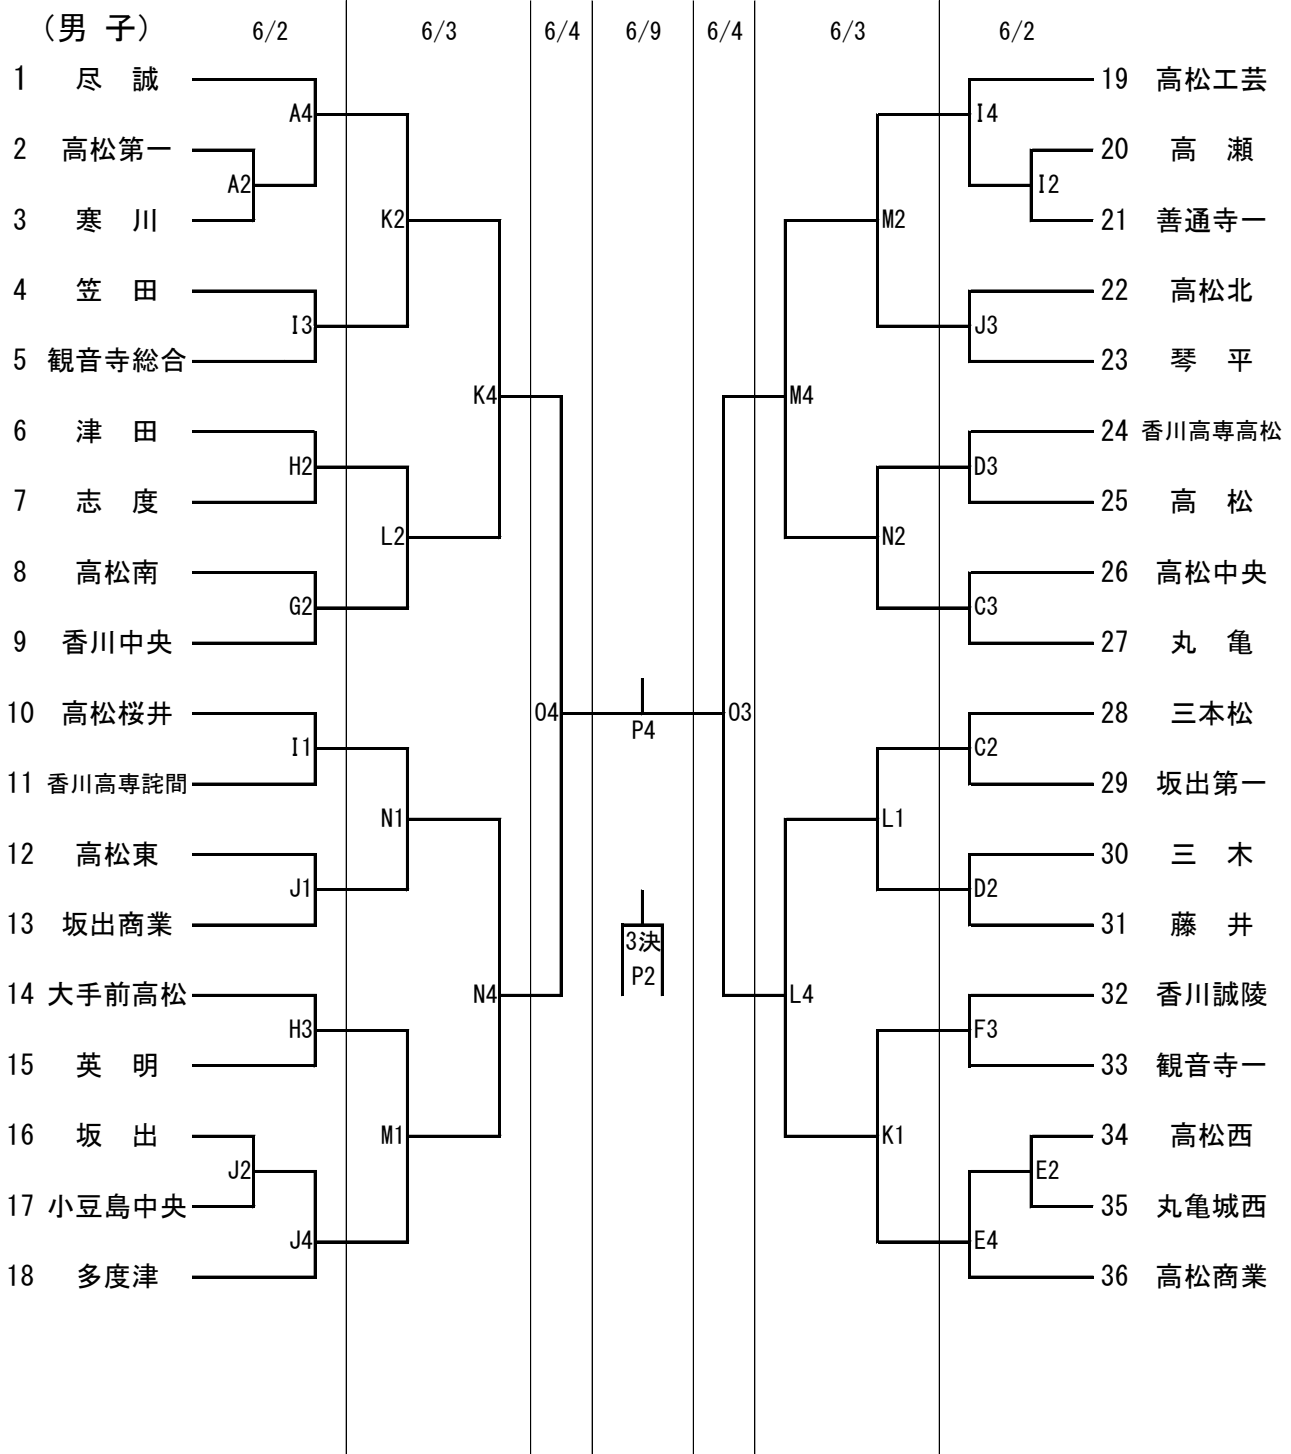 (男 子) 6/2 6/3 6/4 6/9 6/4 6/3 6/2
1 尽 誠
A4
2 高松第一
A2
3 寒 川
K2
4 笠 田
I3
5 観音寺総合
K4
6 津 田
H2
7 志 度
L2
8 高松南
G2
9 香川中央
O4
10 高松桜井
I1
11 香川高専詫間
N1
12 高松東
J1
13 坂出商業
N4
14 大手前高松
H3
15 英 明
M1
16 坂 出
J2
17 小豆島中央
J4
18 多度津
P4
3決
P2
19 高松工芸
I4
20 高 瀬
I2
21 善通寺一
M2
22 高松北
J3
23 琴 平
M4
24 香川高専高松
D3
25 高 松
N2
26 高松中央
C3
27 丸 亀
O3
28 三本松
C2
29 坂出第一
L1
30 三 木
D2
31 藤 井
L4
32 香川誠陵
F3
33 観音寺一
K1
34 高松西
E2
35 丸亀城西
E4
36 高松商業